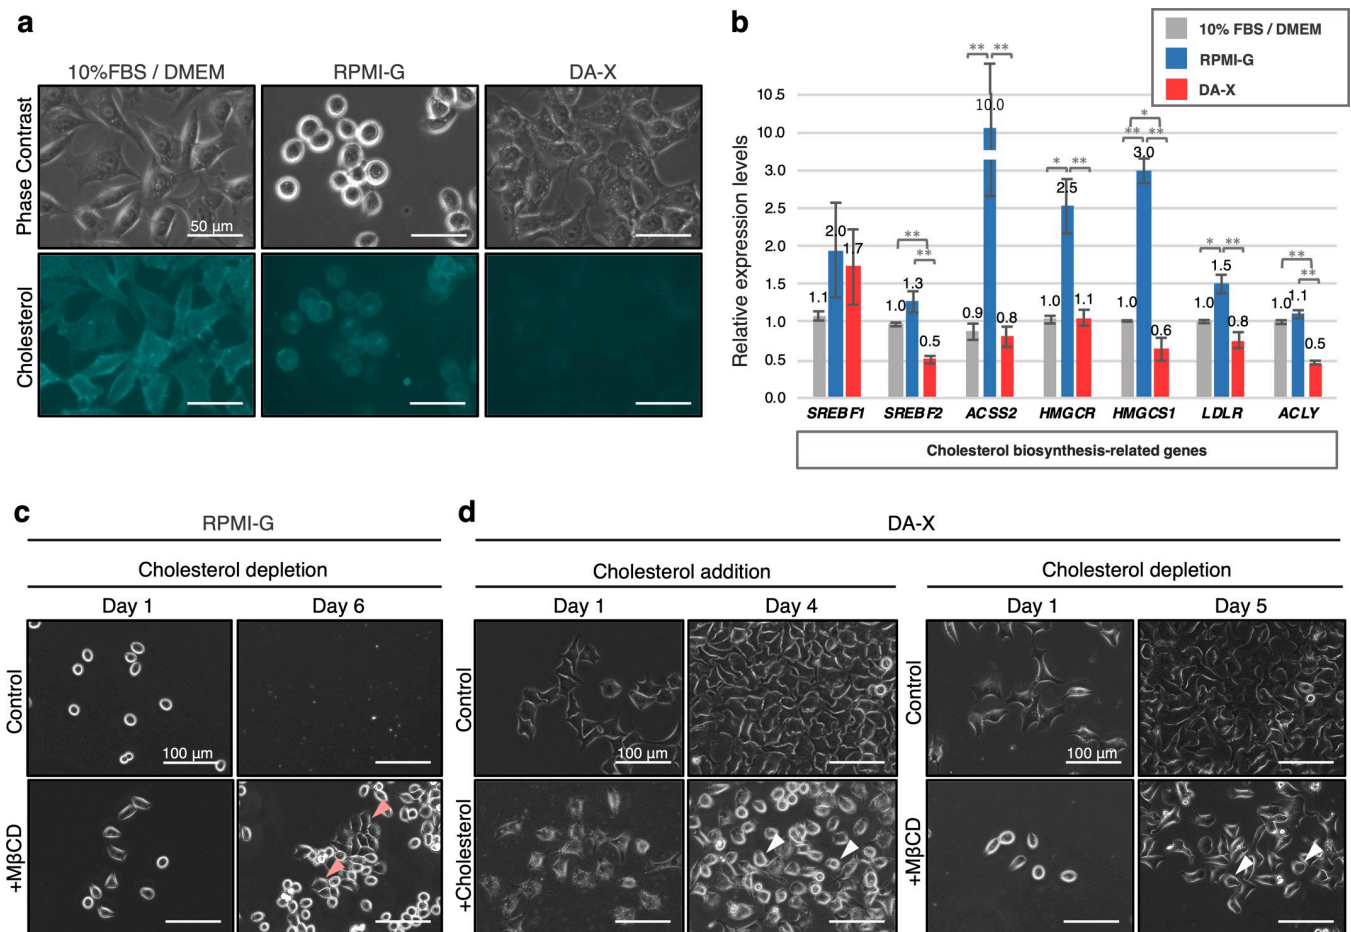 a
10%FBS / DMEM
RPMI-G
DA-X
Phase Contrast
50 μm
Cholesterol
b
10% FBS / DMEM
RPMI-G
DA-X
Relative expression levels
10.5
10.0
3.0
2.5
2.0
1.5
1.0
0.5
0.0
** **
** **
* **
*
** **
* **
** **
1.1 2.0 1.7
1.0 1.3 0.5
0.9 10.0 0.8
1.0 2.5 1.1
1.0 3.0 0.6
1.0 1.5 0.8
1.0 1.1 0.5
SREBF1 SREBF2 ACSS2 HMGCR HMGCS1 LDLR ACLY
Cholesterol biosynthesis-related genes
c
RPMI-G
Cholesterol depletion
Day 1 Day 6
Control
100 μm
+MβCD
d
DA-X
Cholesterol addition
Day 1 Day 4
Control
100 μm
+Cholesterol
Cholesterol depletion
Day 1 Day 5
Control
100 μm
+MβCD